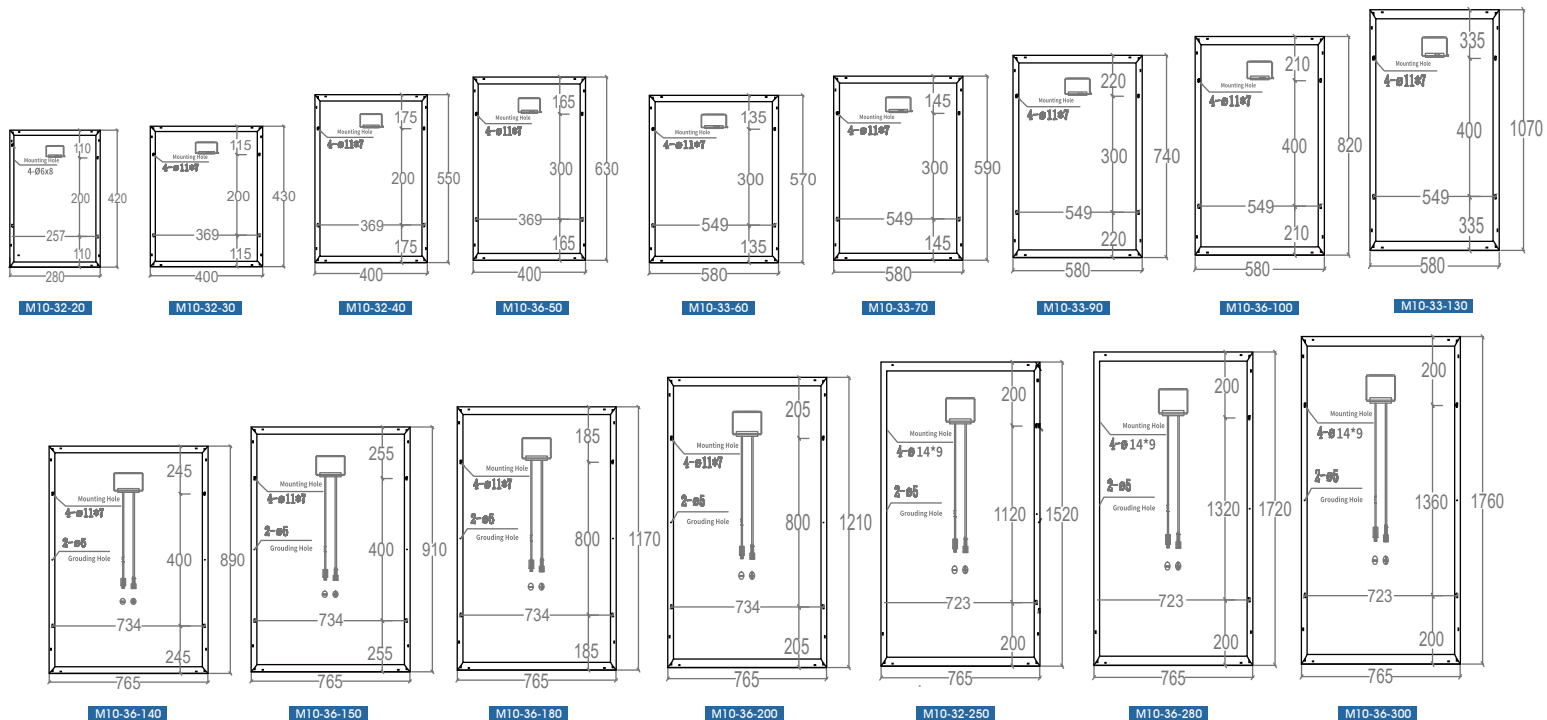 110
Mounting Hole
4-Ø6x8
200
420
257
110
280
M10-32-20
115
Mounting Hole
4-ø11*7
200
430
369
115
400
M10-32-30
175
Mounting Hole
4-ø11*7
200
550
369
175
400
M10-32-40
165
Mounting Hole
4-ø11*7
300
630
369
165
400
M10-36-50
135
Mounting Hole
4-ø11*7
300
570
549
135
580
M10-33-60
145
Mounting Hole
4-ø11*7
300
590
549
145
580
M10-33-70
220
Mounting Hole
4-ø11*7
300
740
549
220
580
M10-33-90
210
Mounting Hole
4-ø11*7
400
820
549
210
580
M10-36-100
335
Mounting Hole
4-ø11*7
400
1070
549
335
580
M10-33-130
245
Mounting Hole
4-ø11*7
2-ø5
Grouding Hole
400
890
734
245
765
M10-36-140
255
Mounting Hole
4-ø11*7
2-ø5
Grouding Hole
400
910
734
255
765
M10-36-150
185
Mounting Hole
4-ø11*7
2-ø5
Grouding Hole
800
1170
734
185
765
M10-36-180
205
Mounting Hole
4-ø11*7
2-ø5
Grouding Hole
800
1210
734
205
765
M10-36-200
200
Mounting Hole
4-ø14*9
2-ø5
Grouding Hole
1120
1520
723
200
765
M10-32-250
200
Mounting Hole
4-ø14*9
2-ø5
Grouding Hole
1320
1720
723
200
765
M10-36-280
200
Mounting Hole
4-ø14*9
2-ø5
Grouding Hole
1360
1760
723
200
765
M10-36-300